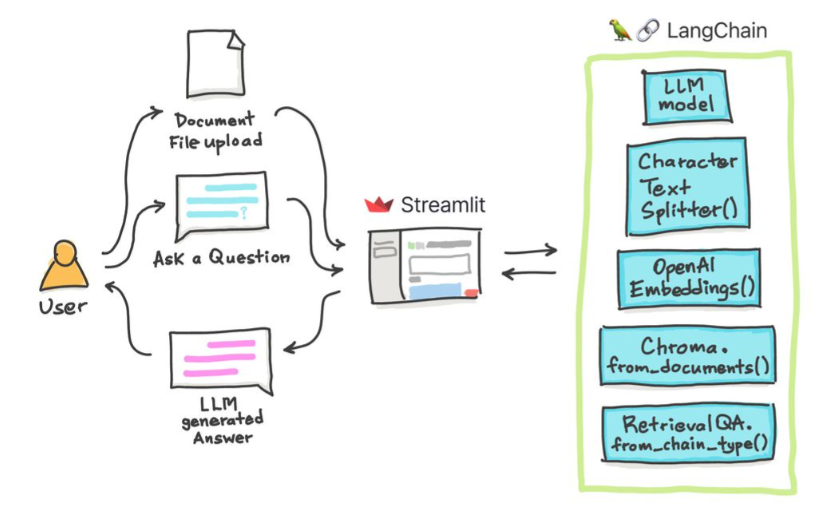 LangChain
LLM
model
Document
File upload
Character
Text
Splitter()
Streamlit
?
Ask a Question
OpenAI
Embeddings()
User
Chroma.
from_documents()
LLM
generated
Answer
RetrievalQA.
from_chain_type()